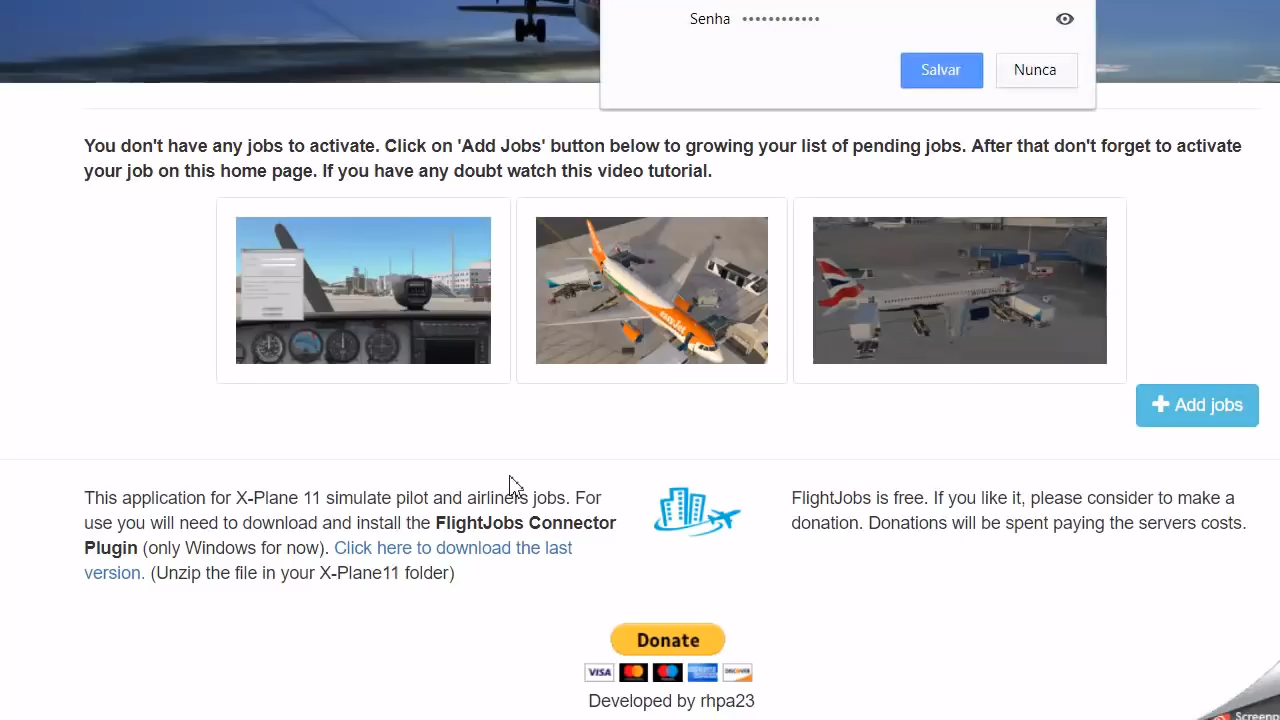 Senha ••••••••••••
Salvar
Nunca
You don't have any jobs to activate. Click on 'Add Jobs' button below to growing your list of pending jobs. After that don't forget to activate
your job on this home page. If you have any doubt watch this video tutorial.
easyJet
Add jobs
This application for X-Plane 11 simulate pilot and airline's jobs. For
use you will need to download and install the FlightJobs Connector
Plugin (only Windows for now). Click here to download the last
version. (Unzip the file in your X-Plane11 folder)
FlightJobs is free. If you like it, please consider to make a
donation. Donations will be spent paying the servers costs.
Donate
VISA
DISCOVER
Developed by rhpa23